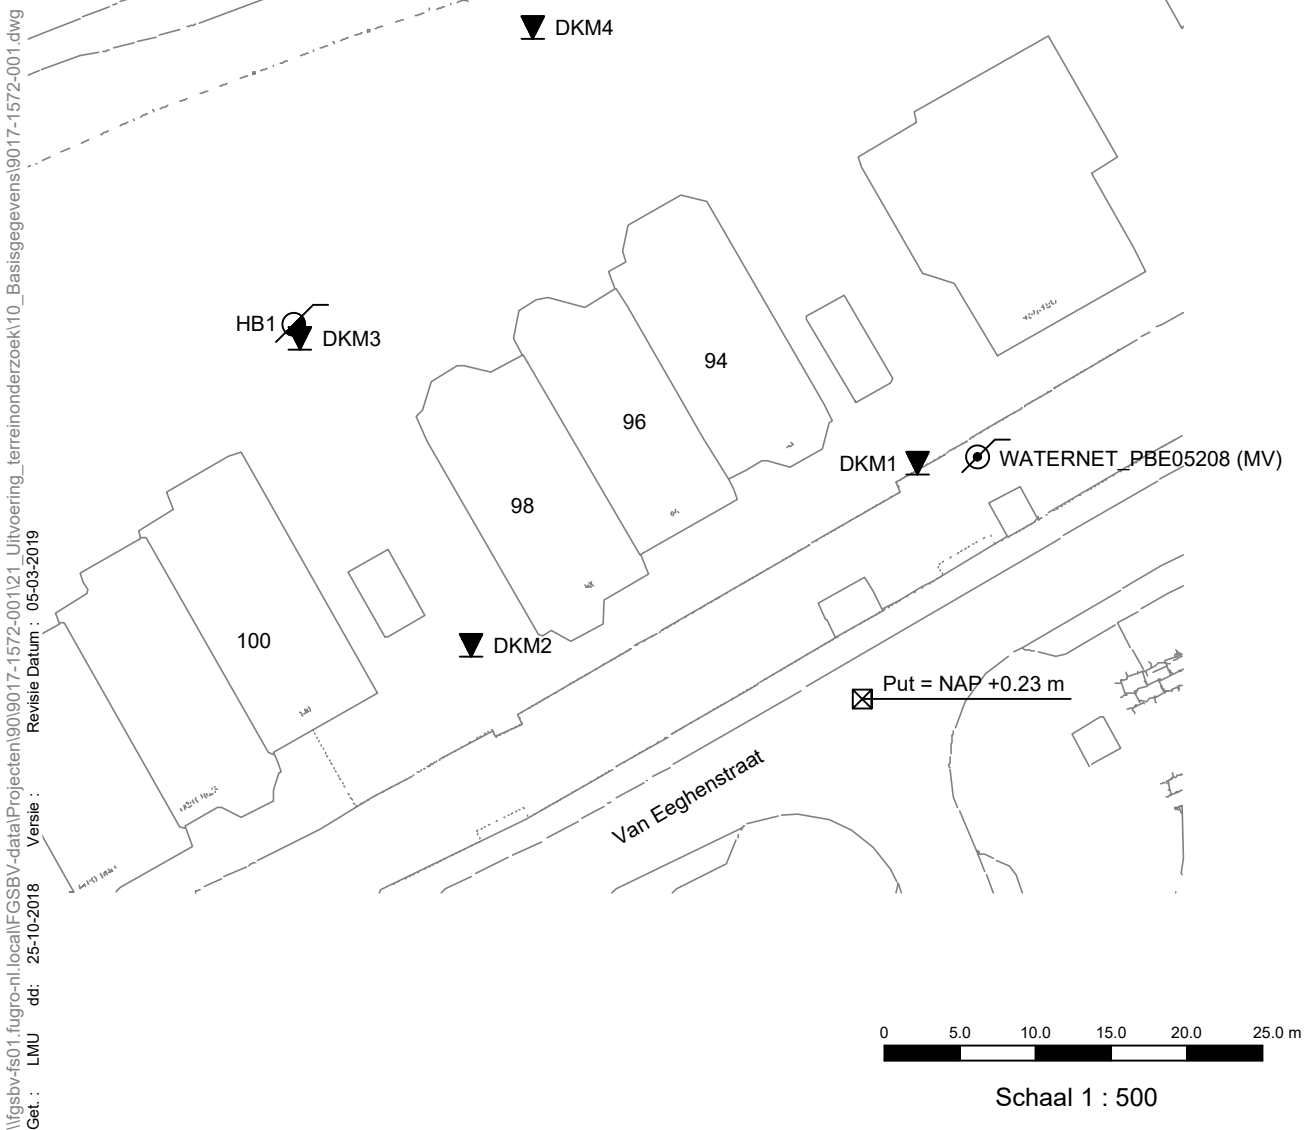 DKM4
HB1
DKM3
94
96
98
100
DKM1
WATERNET_PBE05208 (MV)
DKM2
Put = NAP +0.23 m
Van Eeghenstraat
0 5.0 10.0 15.0 20.0 25.0 m
Schaal 1 : 500
\\fgsbv-fs01.fugro-nl.local\FGSBV-data\Projecten\90\9017-1572-001\21_Uitvoering_terreinonderzoek\10_Basisgegevens\9017-1572-001.dwg
Get. : LMU dd: 25-10-2018 Versie : Revisie Datum : 05-03-2019